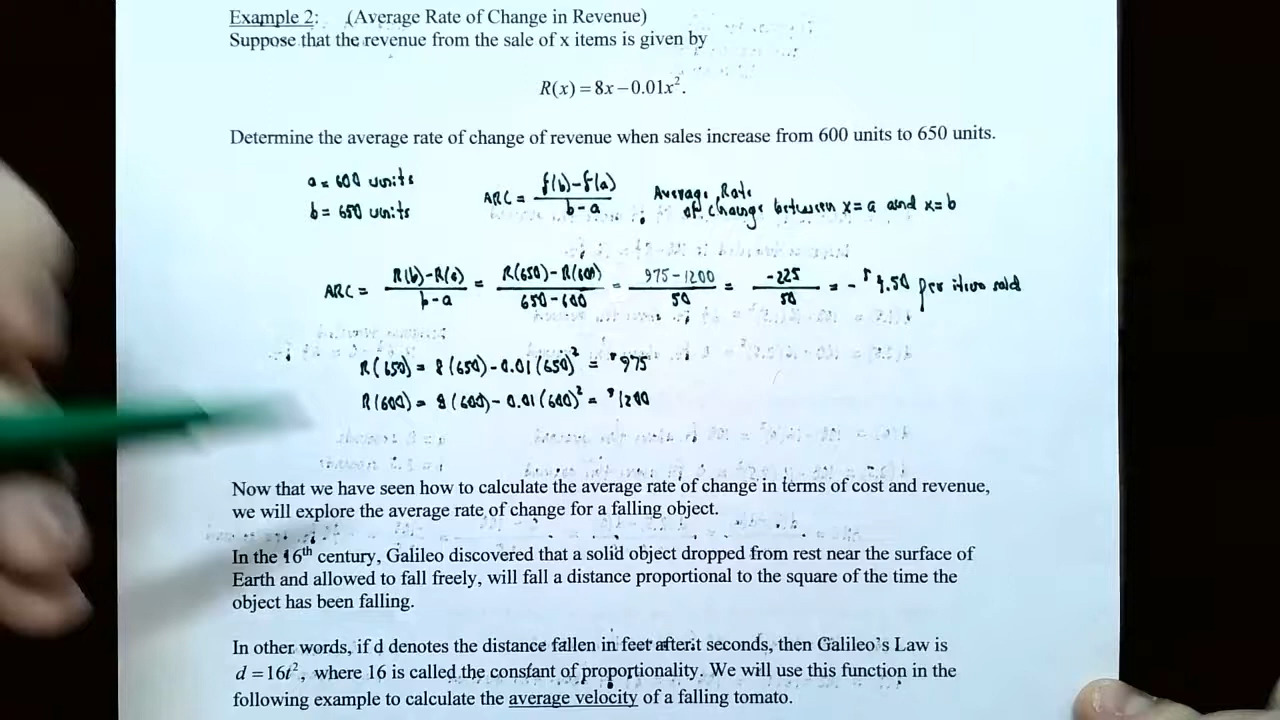 Example 2: (Average Rate of Change in Revenue)
Suppose that the revenue from the sale of x items is given by
R(x) = 8x − 0.01x².
Determine the average rate of change of revenue when sales increase from 600 units to 650 units.
a = 600 units
b = 650 units
ARC = f(b)-f(a) / b-a
Average Rate
of change between x=a and x=b
ARC = R(b)-R(a) / b-a = R(650)-R(600) / 650-600 = 975-1200 / 50 = -225 / 50 = -$4.50 per item sold
R(650) = 8(650)-0.01(650)² = $975
R(600) = 8(600)-0.01(600)² = $1200
Now that we have seen how to calculate the average rate of change in terms of cost and revenue,
we will explore the average rate of change for a falling object.
In the 16th century, Galileo discovered that a solid object dropped from rest near the surface of
Earth and allowed to fall freely, will fall a distance proportional to the square of the time the
object has been falling.
In other words, if d denotes the distance fallen in feet after t seconds, then Galileo's Law is
d = 16t², where 16 is called the constant of proportionality. We will use this function in the
following example to calculate the average velocity of a falling tomato.